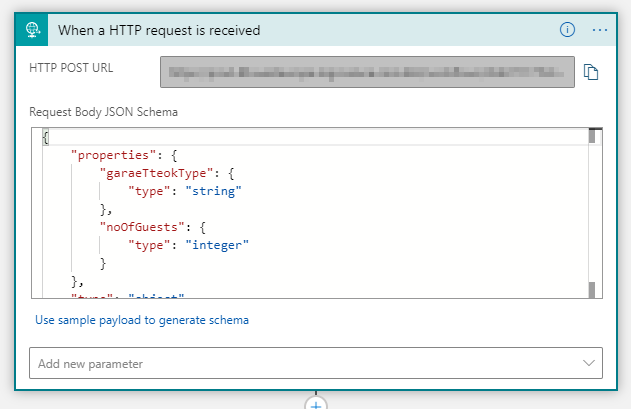 When a HTTP request is received
HTTP POST URL
Request Body JSON Schema
{
"properties": {
"garaeTteokType": {
"type": "string"
},
"noOfGuests": {
"type": "integer"
}
},
"type": "object"
Use sample payload to generate schema
Add new parameter